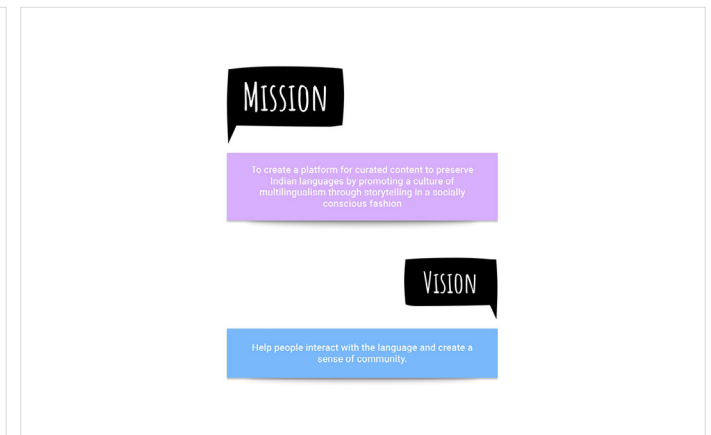 MISSION
To create a platform for curated content to preserve
Indian languages by promoting a culture of
multilingualism through storytelling in a socially
conscious fashion
VISION
Help people interact with the language and create a
sense of community.